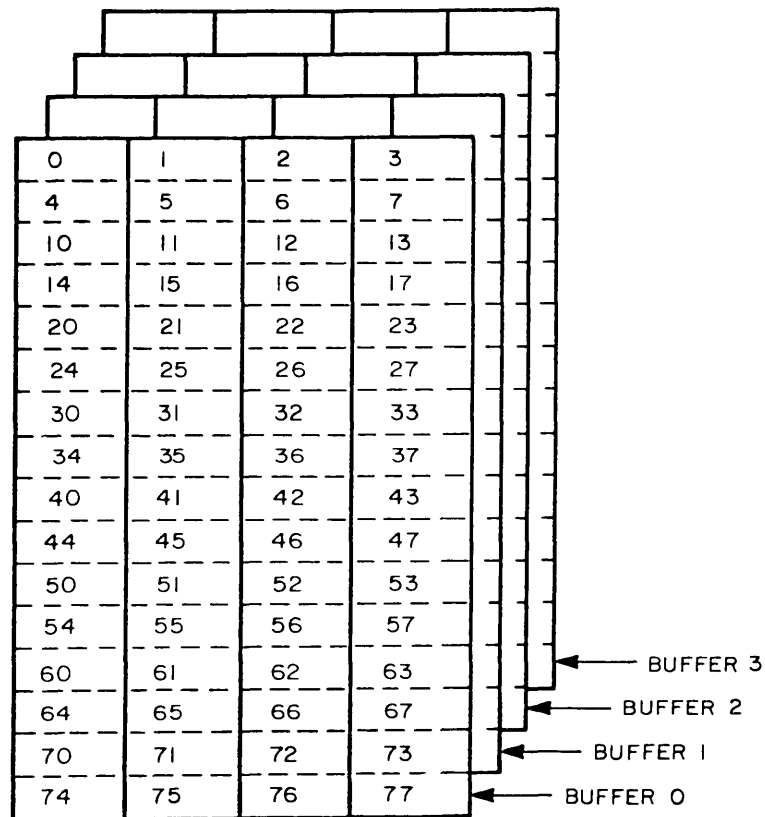 0 1 2 3
4 5 6 7
10 11 12 13
14 15 16 17
20 21 22 23
24 25 26 27
30 31 32 33
34 35 36 37
40 41 42 43
44 45 46 47
50 51 52 53
54 55 56 57
60 61 62 63 BUFFER 3
64 65 66 67 BUFFER 2
70 71 72 73 BUFFER 1
74 75 76 77 BUFFER 0